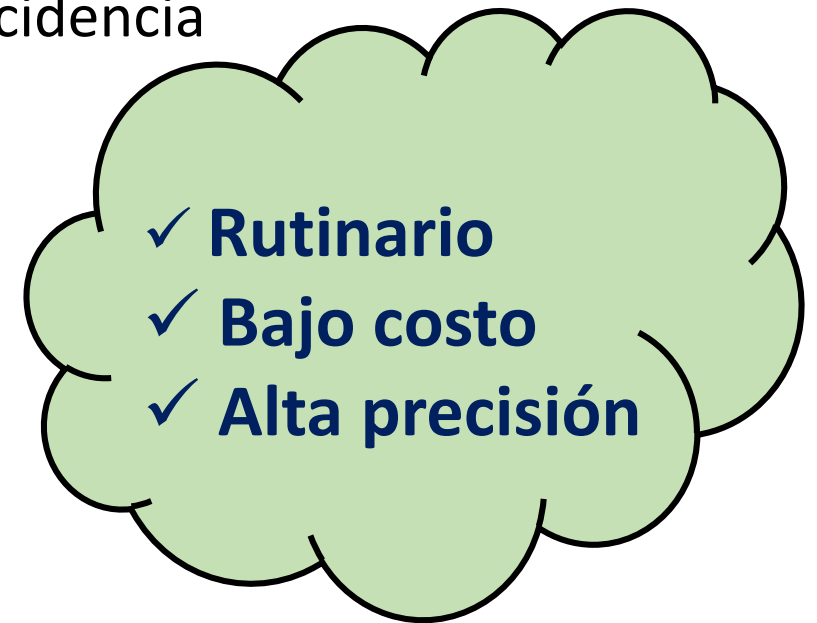 cidencia
✓ Rutinario
✓ Bajo costo
✓ Alta precisión